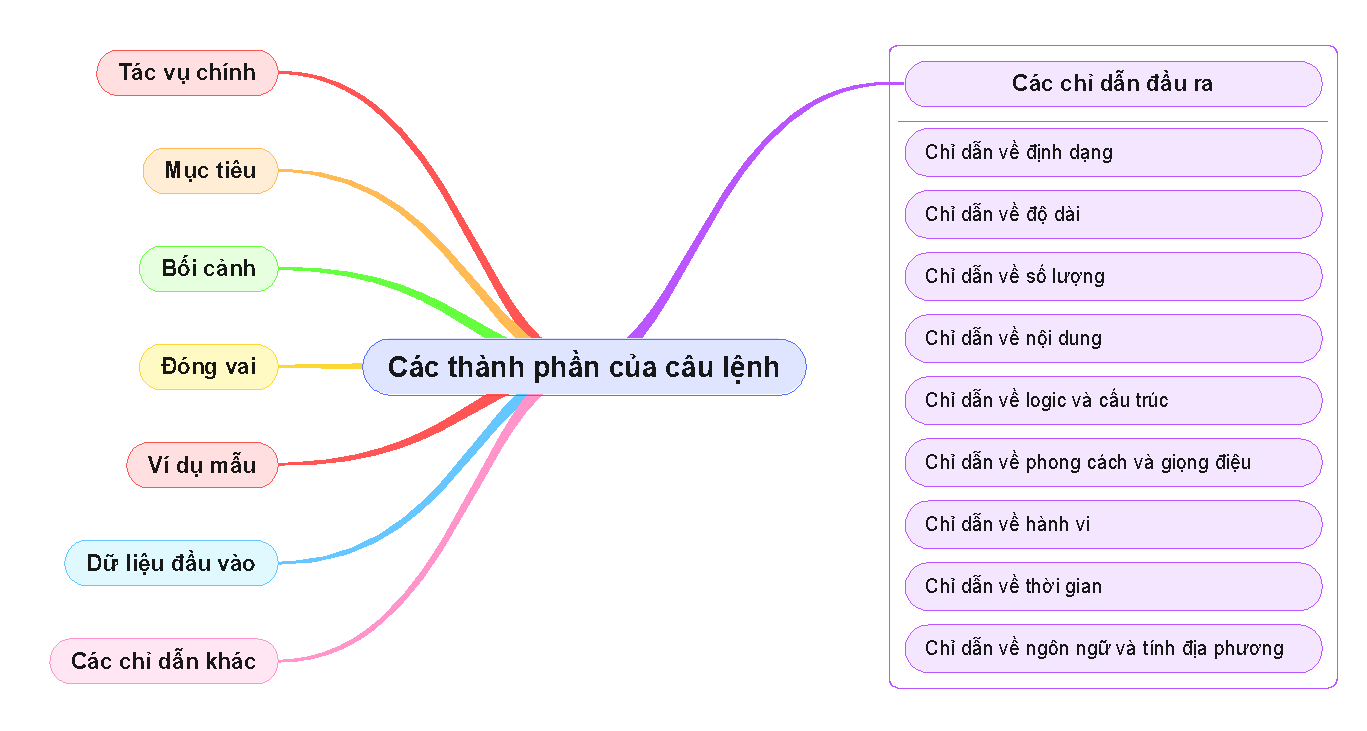 Tác vụ chính
Mục tiêu
Bối cảnh
Đóng vai
Ví dụ mẫu
Dữ liệu đầu vào
Các chỉ dẫn khác
Các thành phần của câu lệnh
Các chỉ dẫn đầu ra
Chỉ dẫn về định dạng
Chỉ dẫn về độ dài
Chỉ dẫn về số lượng
Chỉ dẫn về nội dung
Chỉ dẫn về logic và cấu trúc
Chỉ dẫn về phong cách và giọng điệu
Chỉ dẫn về hành vi
Chỉ dẫn về thời gian
Chỉ dẫn về ngôn ngữ và tính địa phương